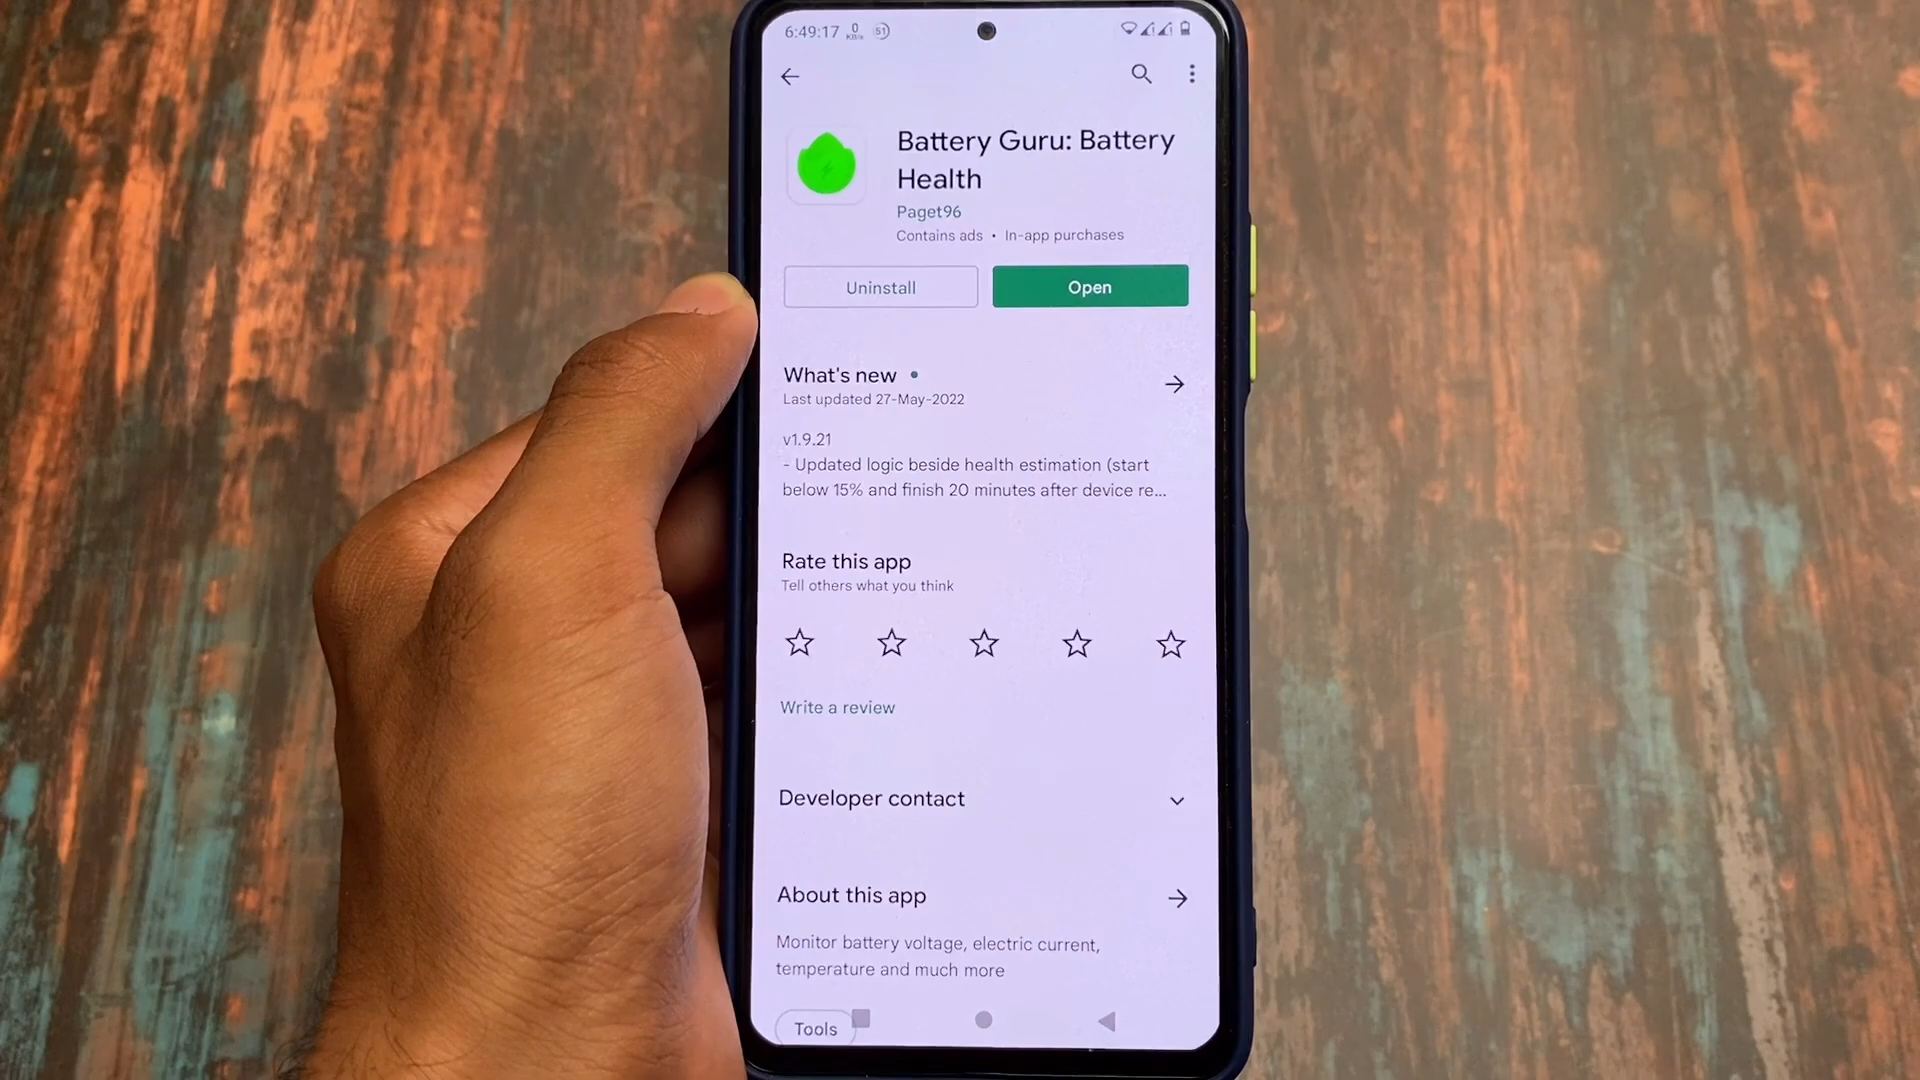 6:49:17 0 KB/s 51
Battery Guru: Battery
Health
Paget96
Contains ads • In-app purchases
Uninstall
Open
What's new •
Last updated 27-May-2022
v1.9.21
- Updated logic beside health estimation (start
below 15% and finish 20 minutes after device re...
Rate this app
Tell others what you think
Write a review
Developer contact
About this app
Monitor battery voltage, electric current,
temperature and much more
Tools